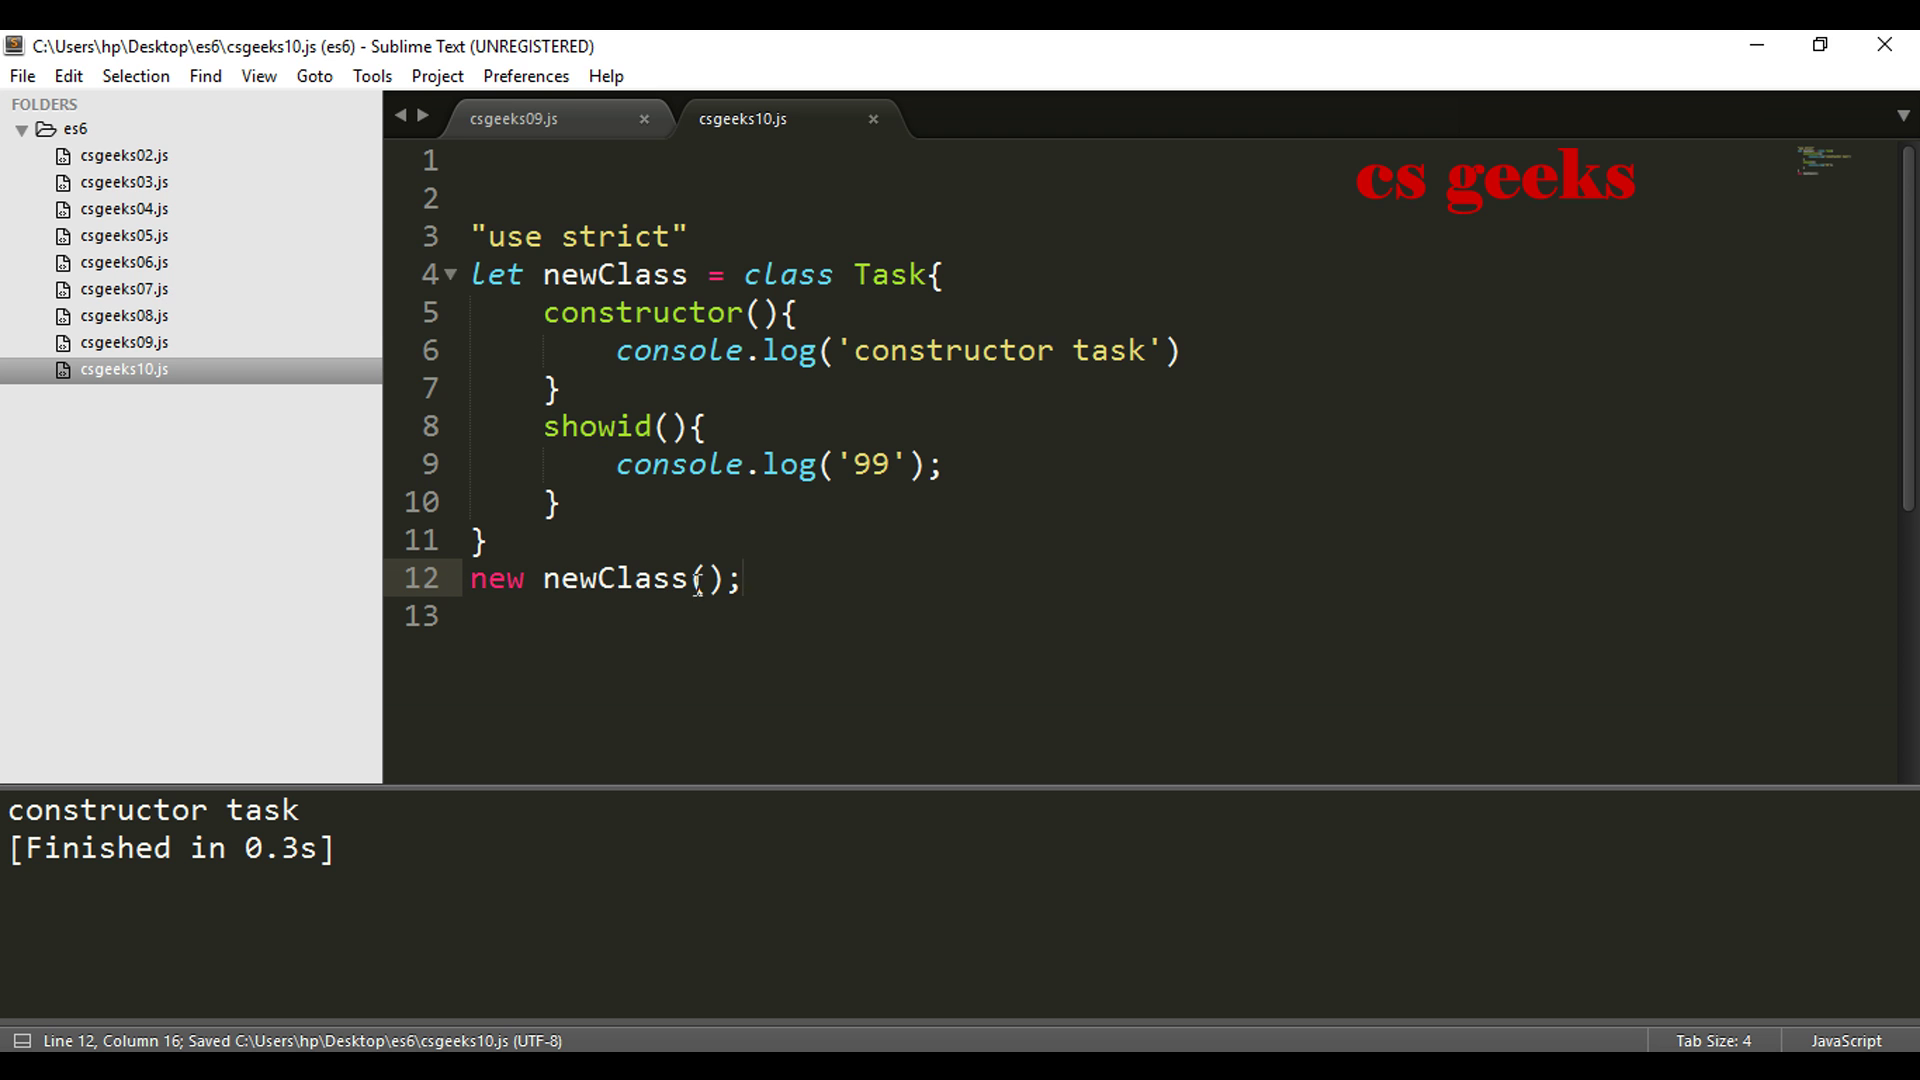 C:\Users\hp\Desktop\es6\csgeeks10.js (es6) - Sublime Text (UNREGISTERED)
File Edit Selection Find View Goto Tools Project Preferences Help
FOLDERS
es6
csgeeks02.js
csgeeks03.js
csgeeks04.js
csgeeks05.js
csgeeks06.js
csgeeks07.js
csgeeks08.js
csgeeks09.js
csgeeks10.js
csgeeks09.js csgeeks10.js
cs geeks
1
2
3 "use strict"
4 let newClass = class Task{
5 constructor(){
6 console.log('constructor task')
7 }
8 showid(){
9 console.log('99');
10 }
11 }
12 new newClass();
13
constructor task
[Finished in 0.3s]
Line 12, Column 16; Saved C:\Users\hp\Desktop\es6\csgeeks10.js (UTF-8) Tab Size: 4 JavaScript